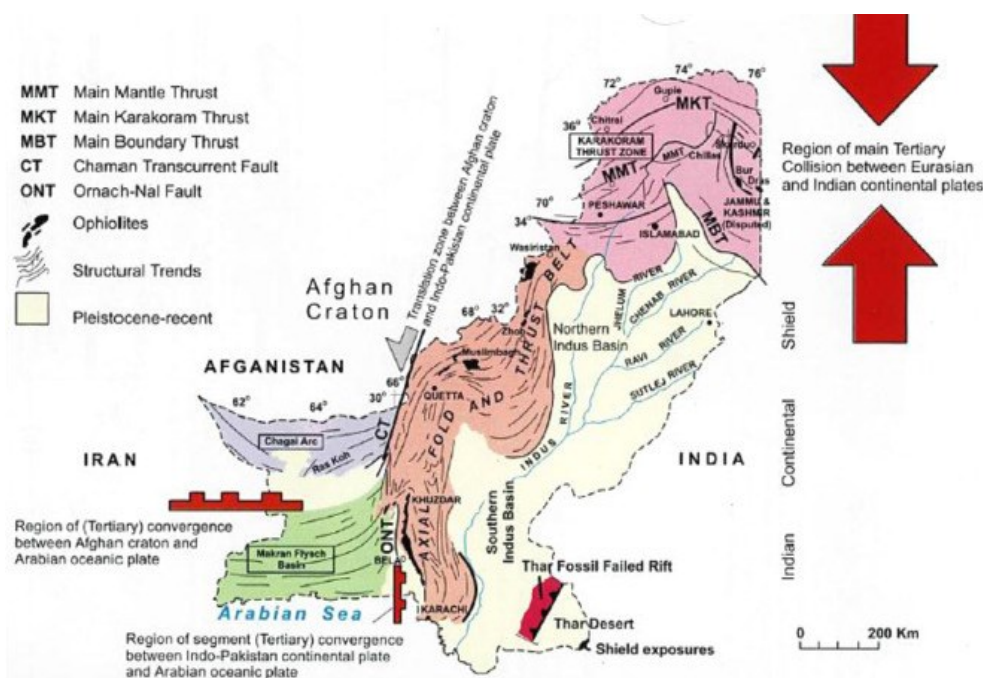 MMT Main Mantle Thrust
MKT Main Karakoram Thrust
MBT Main Boundary Thrust
CT Chaman Transcurrent Fault
ONT Ornach-Nal Fault
Ophiolites
Structural Trends
Pleistocene-recent
Translation zone between Afghan craton
and Indo-Pakistan continental plate
Afghan
Craton
AFGANISTAN
IRAN
INDIA
72°
74°
76°
36°
70°
34°
68°
32°
66°
30°
62°
64°
Gupie
MKT
Chitral
KARAKORAM
THRUST ZONE
MMT
Chillas
Skardu
MMT
Bur
Dras
PESHAWAR
JAMMU &
KASHMIR
(Disputed)
ISLAMABAD
MBT
Wasiristan
Zhob
Muslimbagh
QUETTA
AXIAL FOLD AND THRUST BELT
Northern
Indus Basin
JHELUM RIVER
CHENAB RIVER
LAHORE
RAVI RIVER
SUTLEJ RIVER
INDUS RIVER
CT
Chagai Arc
Ras Koh
KHUZDAR
ONT
BELA
Makran Flysch
Basin
KARACHI
Southern
Indus Basin
Thar Fossil Failed Rift
Thar Desert
Shield exposures
Arabian Sea
Region of (Tertiary) convergence
between Afghan craton and
Arabian oceanic plate
Region of segment (Tertiary) convergence
between Indo-Pakistan continental plate
and Arabian oceanic plate
Region of main Tertiary
Collision between Eurasian
and Indian continental plates
Indian Continental Shield
0 200 Km